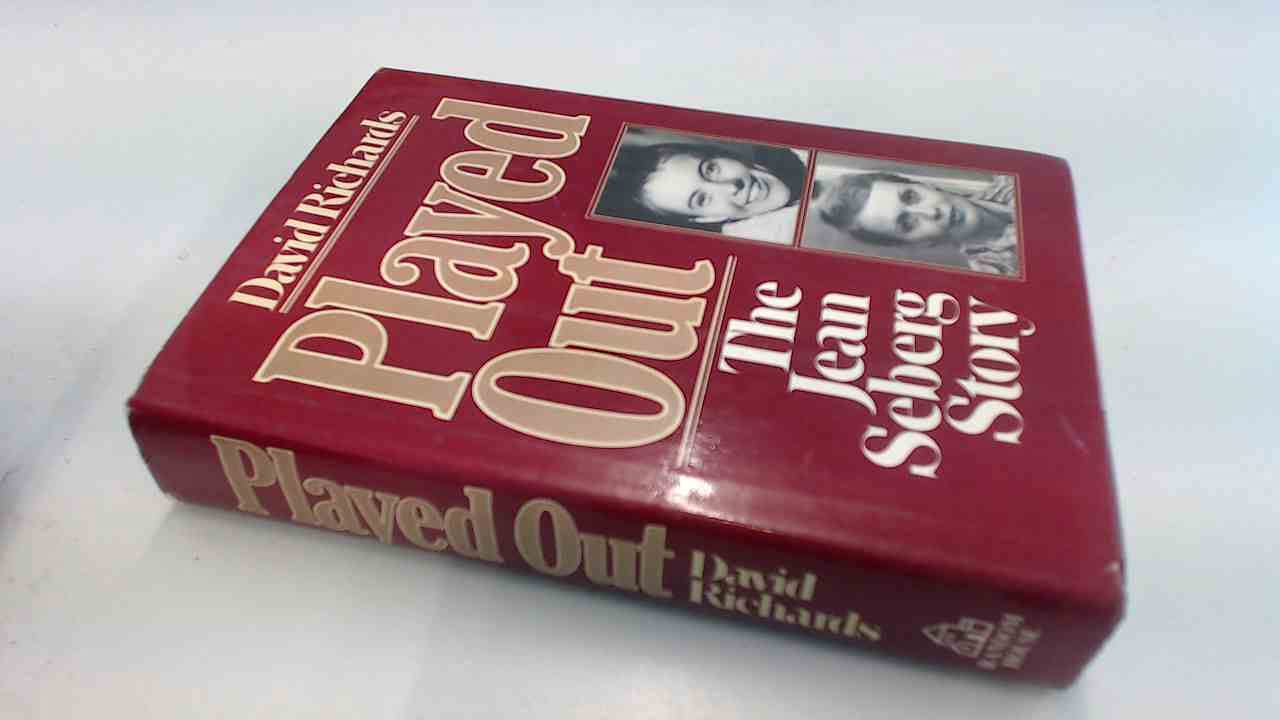 David Richards
Played
Out
The
Jean
Seberg
Story
Played Out
David
Richards
RANDOM
HOUSE